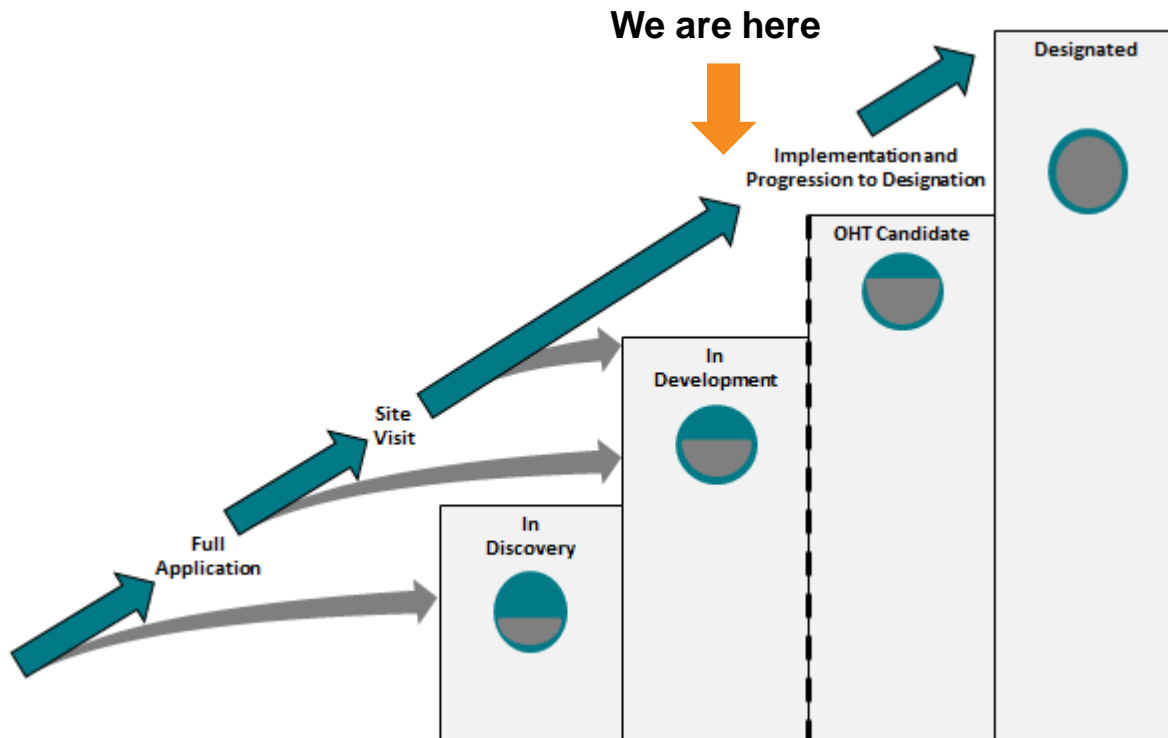 We are here
Designated
Implementation and
Progression to Designation
OHT Candidate
In
Development
Site
Visit
In
Discovery
Full
Application